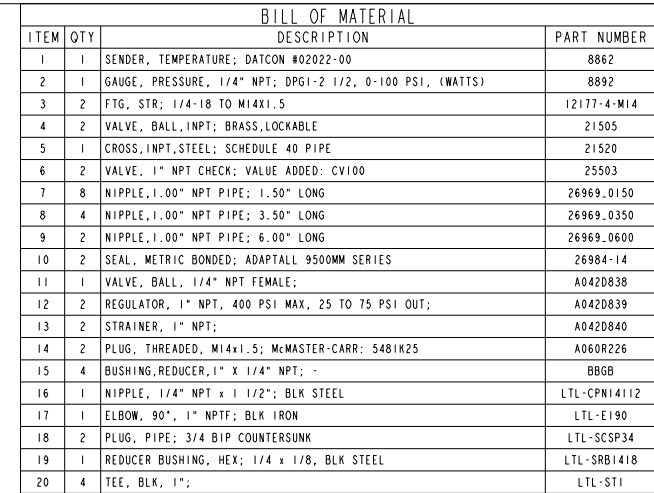 BILL OF MATERIAL
ITEM QTY DESCRIPTION PART NUMBER
1 1 SENDER, TEMPERATURE; DATCON #02022-00 8862
2 1 GAUGE, PRESSURE, 1/4" NPT; DPG1-2 1/2, 0-100 PSI, (WATTS) 8892
3 2 FTG, STR; 1/4-18 TO M14X1.5 12177-4-M14
4 2 VALVE, BALL,1NPT; BRASS,LOCKABLE 21505
5 1 CROSS,1NPT,STEEL; SCHEDULE 40 PIPE 21520
6 2 VALVE, 1" NPT CHECK; VALUE ADDED: CV100 25503
7 8 NIPPLE,1.00" NPT PIPE; 1.50" LONG 26969_0150
8 4 NIPPLE,1.00" NPT PIPE; 3.50" LONG 26969_0350
9 2 NIPPLE,1.00" NPT PIPE; 6.00" LONG 26969_0600
10 2 SEAL, METRIC BONDED; ADAPTALL 9500MM SERIES 26984-14
11 1 VALVE, BALL, 1/4" NPT FEMALE; A042D838
12 2 REGULATOR, 1" NPT, 400 PSI MAX, 25 TO 75 PSI OUT; A042D839
13 2 STRAINER, 1" NPT; A042D840
14 2 PLUG, THREADED, M14x1.5; McMASTER-CARR: 5481K25 A060R226
15 4 BUSHING,REDUCER,1" X 1/4" NPT; - BBGB
16 1 NIPPLE, 1/4" NPT x 1 1/2"; BLK STEEL LTL-CPN14112
17 1 ELBOW, 90°, 1" NPTF; BLK IRON LTL-E190
18 2 PLUG, PIPE; 3/4 BIP COUNTERSUNK LTL-SCSP34
19 1 REDUCER BUSHING, HEX; 1/4 x 1/8, BLK STEEL LTL-SRB1418
20 4 TEE, BLK, 1"; LTL-ST1